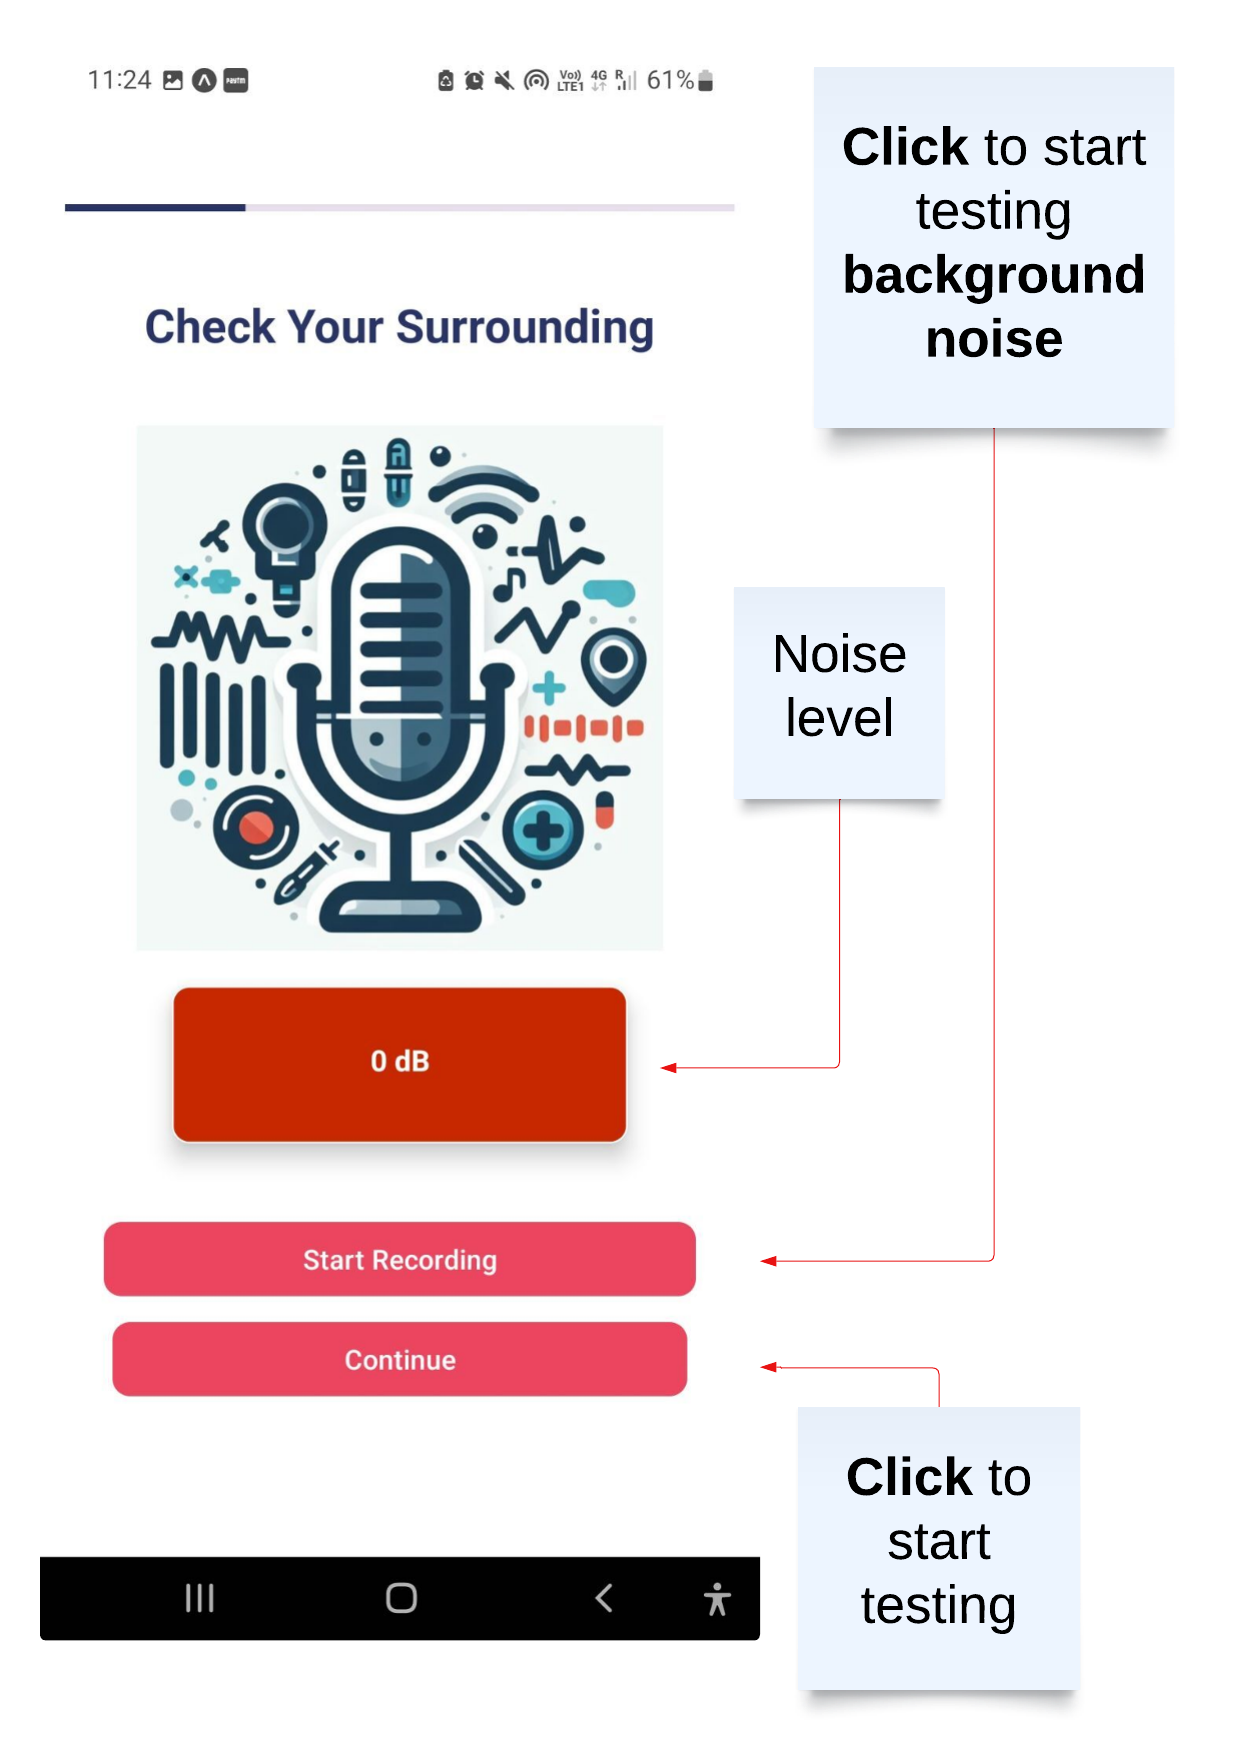 11:24
paytm
Vo))
LTE1
4G
R
61%
Click to start
testing
background
noise
Check Your Surrounding
Noise
level
0 dB
Start Recording
Continue
Click to
start
testing